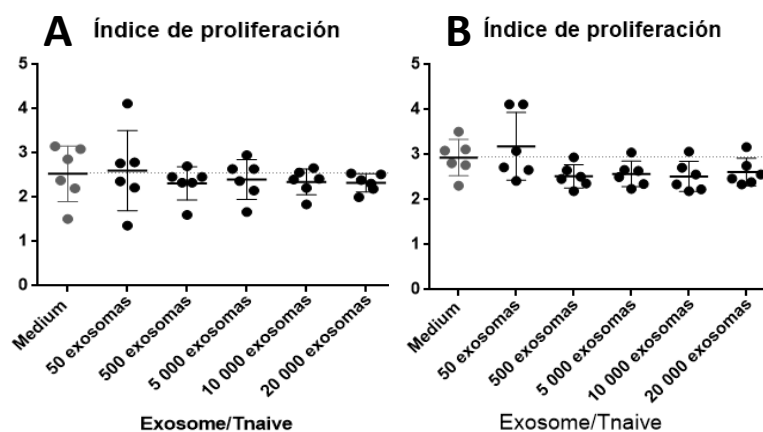 A Índice de proliferación
5
4
3
2
1
0
Medium
50 exosomas
500 exosomas
5 000 exosomas
10 000 exosomas
20 000 exosomas
Exosome/Tnaive
B Índice de proliferación
5
4
3
2
1
0
Medium
50 exosomas
500 exosomas
5 000 exosomas
10 000 exosomas
20 000 exosomas
Exosome/Tnaive